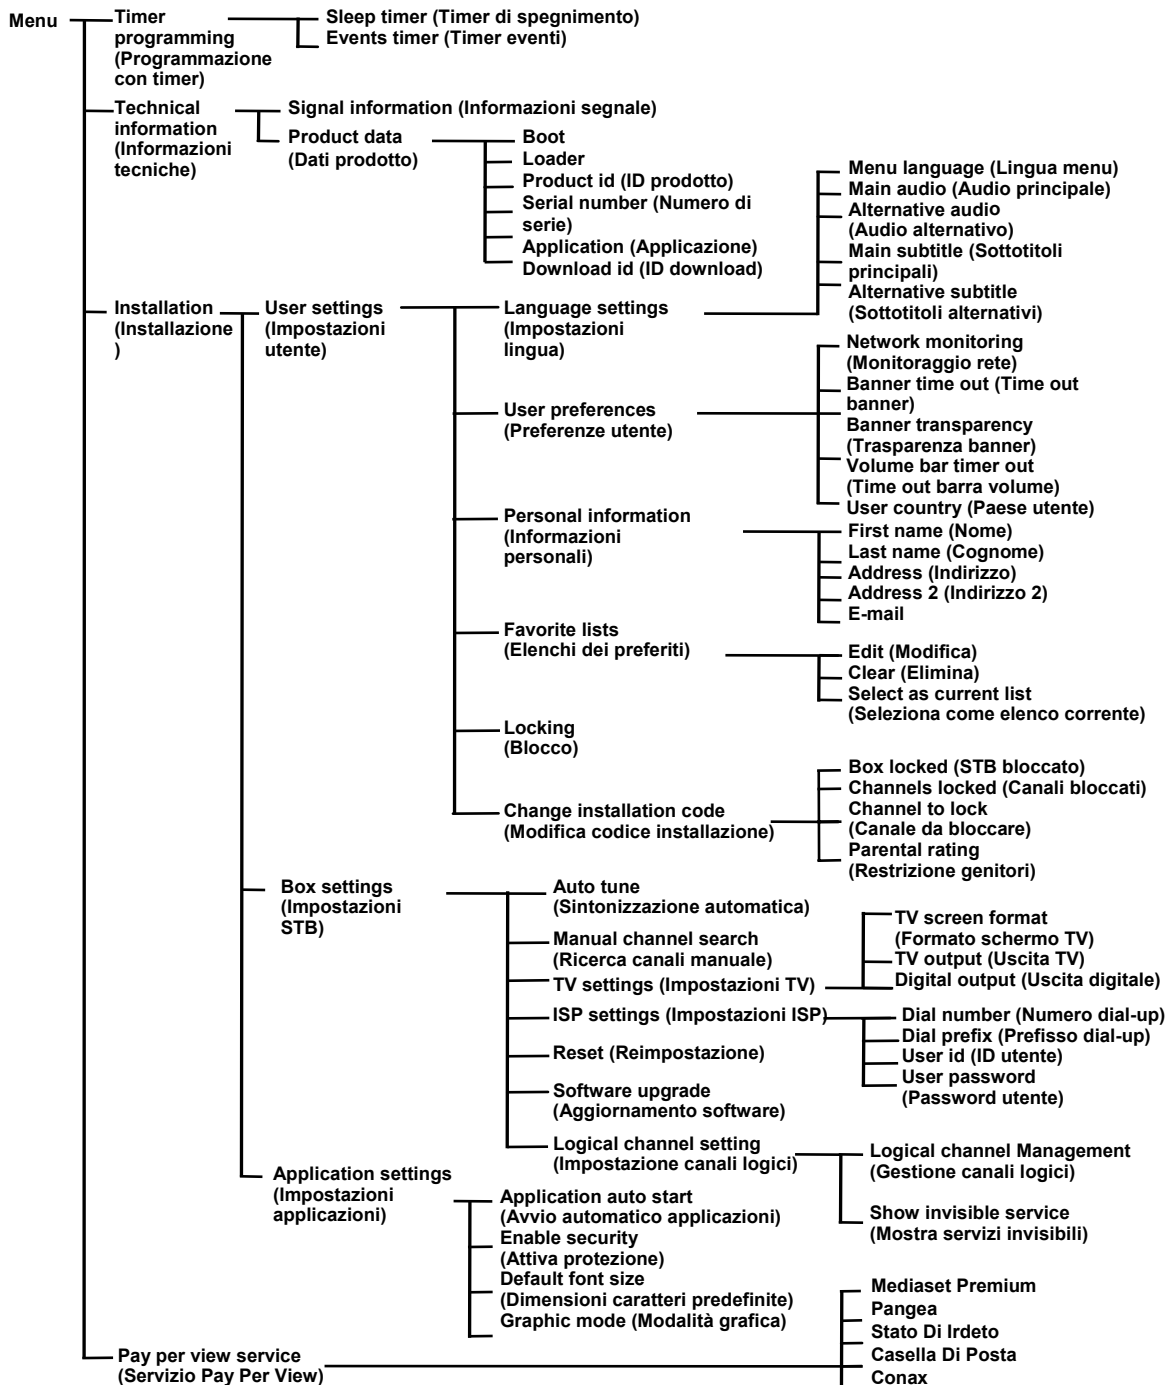 Menu
Timer
programming
(Programmazione
con timer)
Sleep timer (Timer di spegnimento)
Events timer (Timer eventi)
Technical
information
(Informazioni
tecniche)
Signal information (Informazioni segnale)
Product data
(Dati prodotto)
Boot
Loader
Product id (ID prodotto)
Serial number (Numero di
serie)
Application (Applicazione)
Download id (ID download)
Installation
(Installazione
)
User settings
(Impostazioni
utente)
Language settings
(Impostazioni
lingua)
Menu language (Lingua menu)
Main audio (Audio principale)
Alternative audio
(Audio alternativo)
Main subtitle (Sottotitoli
principali)
Alternative subtitle
(Sottotitoli alternativi)
User preferences
(Preferenze utente)
Network monitoring
(Monitoraggio rete)
Banner time out (Time out
banner)
Banner transparency
(Trasparenza banner)
Volume bar timer out
(Time out barra volume)
User country (Paese utente)
Personal information
(Informazioni
personali)
First name (Nome)
Last name (Cognome)
Address (Indirizzo)
Address 2 (Indirizzo 2)
E-mail
Favorite lists
(Elenchi dei preferiti)
Edit (Modifica)
Clear (Elimina)
Select as current list
(Seleziona come elenco corrente)
Locking
(Blocco)
Change installation code
(Modifica codice installazione)
Box locked (STB bloccato)
Channels locked (Canali bloccati)
Channel to lock
(Canale da bloccare)
Parental rating
(Restrizione genitori)
Box settings
(Impostazioni
STB)
Auto tune
(Sintonizzazione automatica)
Manual channel search
(Ricerca canali manuale)
TV settings (Impostazioni TV)
TV screen format
(Formato schermo TV)
TV output (Uscita TV)
Digital output (Uscita digitale)
ISP settings (Impostazioni ISP)
Dial number (Numero dial-up)
Dial prefix (Prefisso dial-up)
User id (ID utente)
User password
(Password utente)
Reset (Reimpostazione)
Software upgrade
(Aggiornamento software)
Logical channel setting
(Impostazione canali logici)
Logical channel Management
(Gestione canali logici)
Show invisible service
(Mostra servizi invisibili)
Application settings
(Impostazioni
applicazioni)
Application auto start
(Avvio automatico applicazioni)
Enable security
(Attiva protezione)
Default font size
(Dimensioni caratteri predefinite)
Graphic mode (Modalità grafica)
Pay per view service
(Servizio Pay Per View)
Mediaset Premium
Pangea
Stato Di Irdeto
Casella Di Posta
Conax